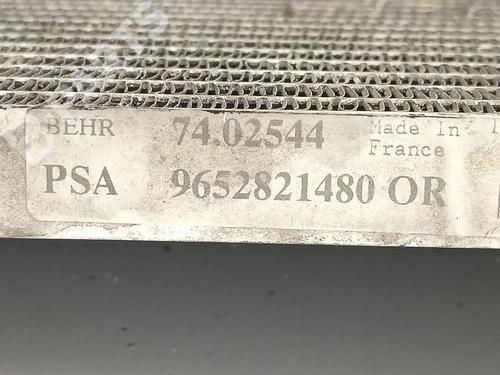 BEHR 74.02544 Made In
France
PSA 9652821480 OR